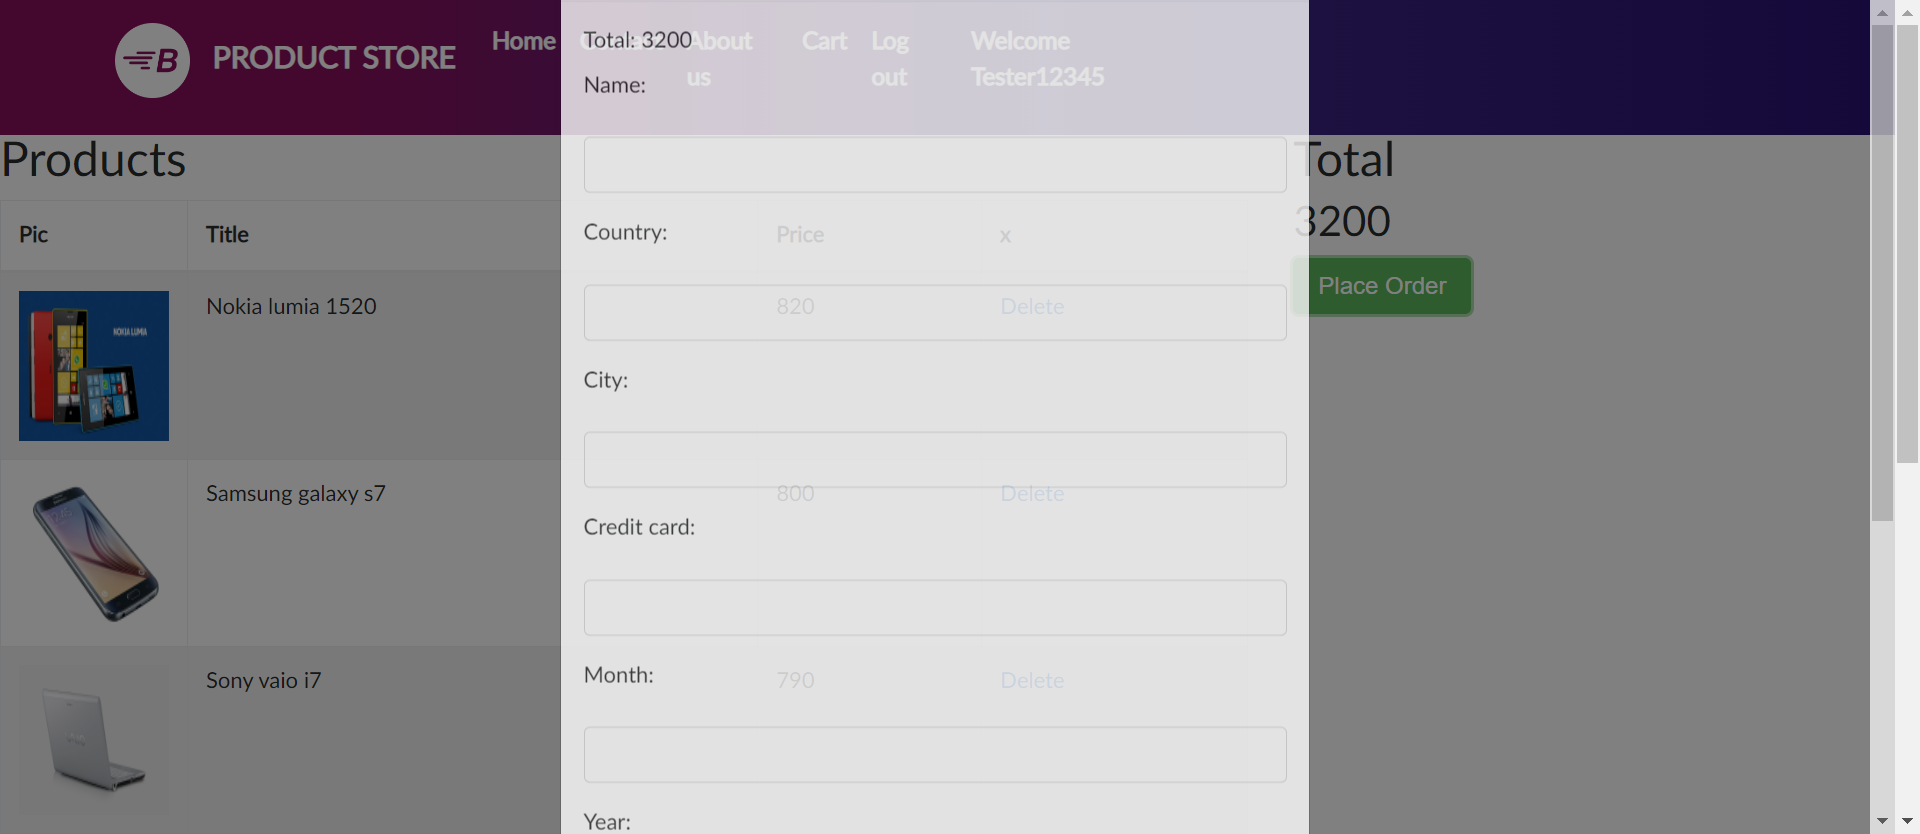 PRODUCT STORE
Home
About us
Cart
Log out
Welcome Tester12345
Total: 3200
Name:
Country:
City:
Credit card:
Month:
Year:
Products
Pic Title Price x
NOKIA LUMIA
Nokia lumia 1520 820 Delete
Samsung galaxy s7 800 Delete
Sony vaio i7 790 Delete
Total
3200
Place Order